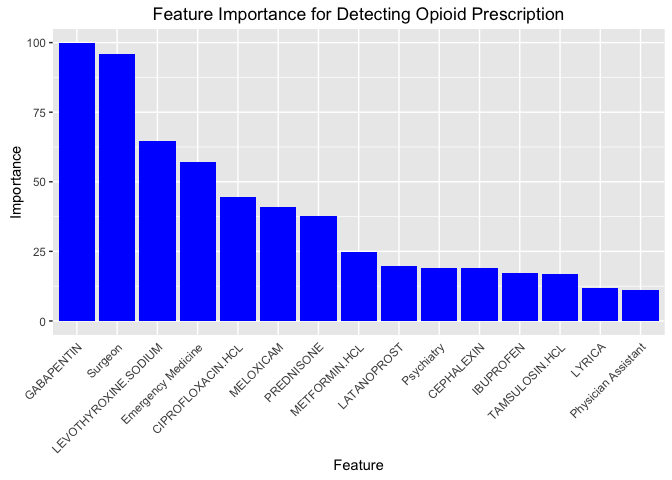 Feature Importance for Detecting Opioid Prescription
100
75
50
25
0
Importance
GABAPENTIN
Surgeon
LEVOTHYROXINE.SODIUM
Emergency Medicine
CIPROFLOXACIN.HCL
MELOXICAM
PREDNISONE
METFORMIN.HCL
LATANOPROST
Psychiatry
CEPHALEXIN
IBUPROFEN
TAMSULOSIN.HCL
LYRICA
Physician Assistant
Feature